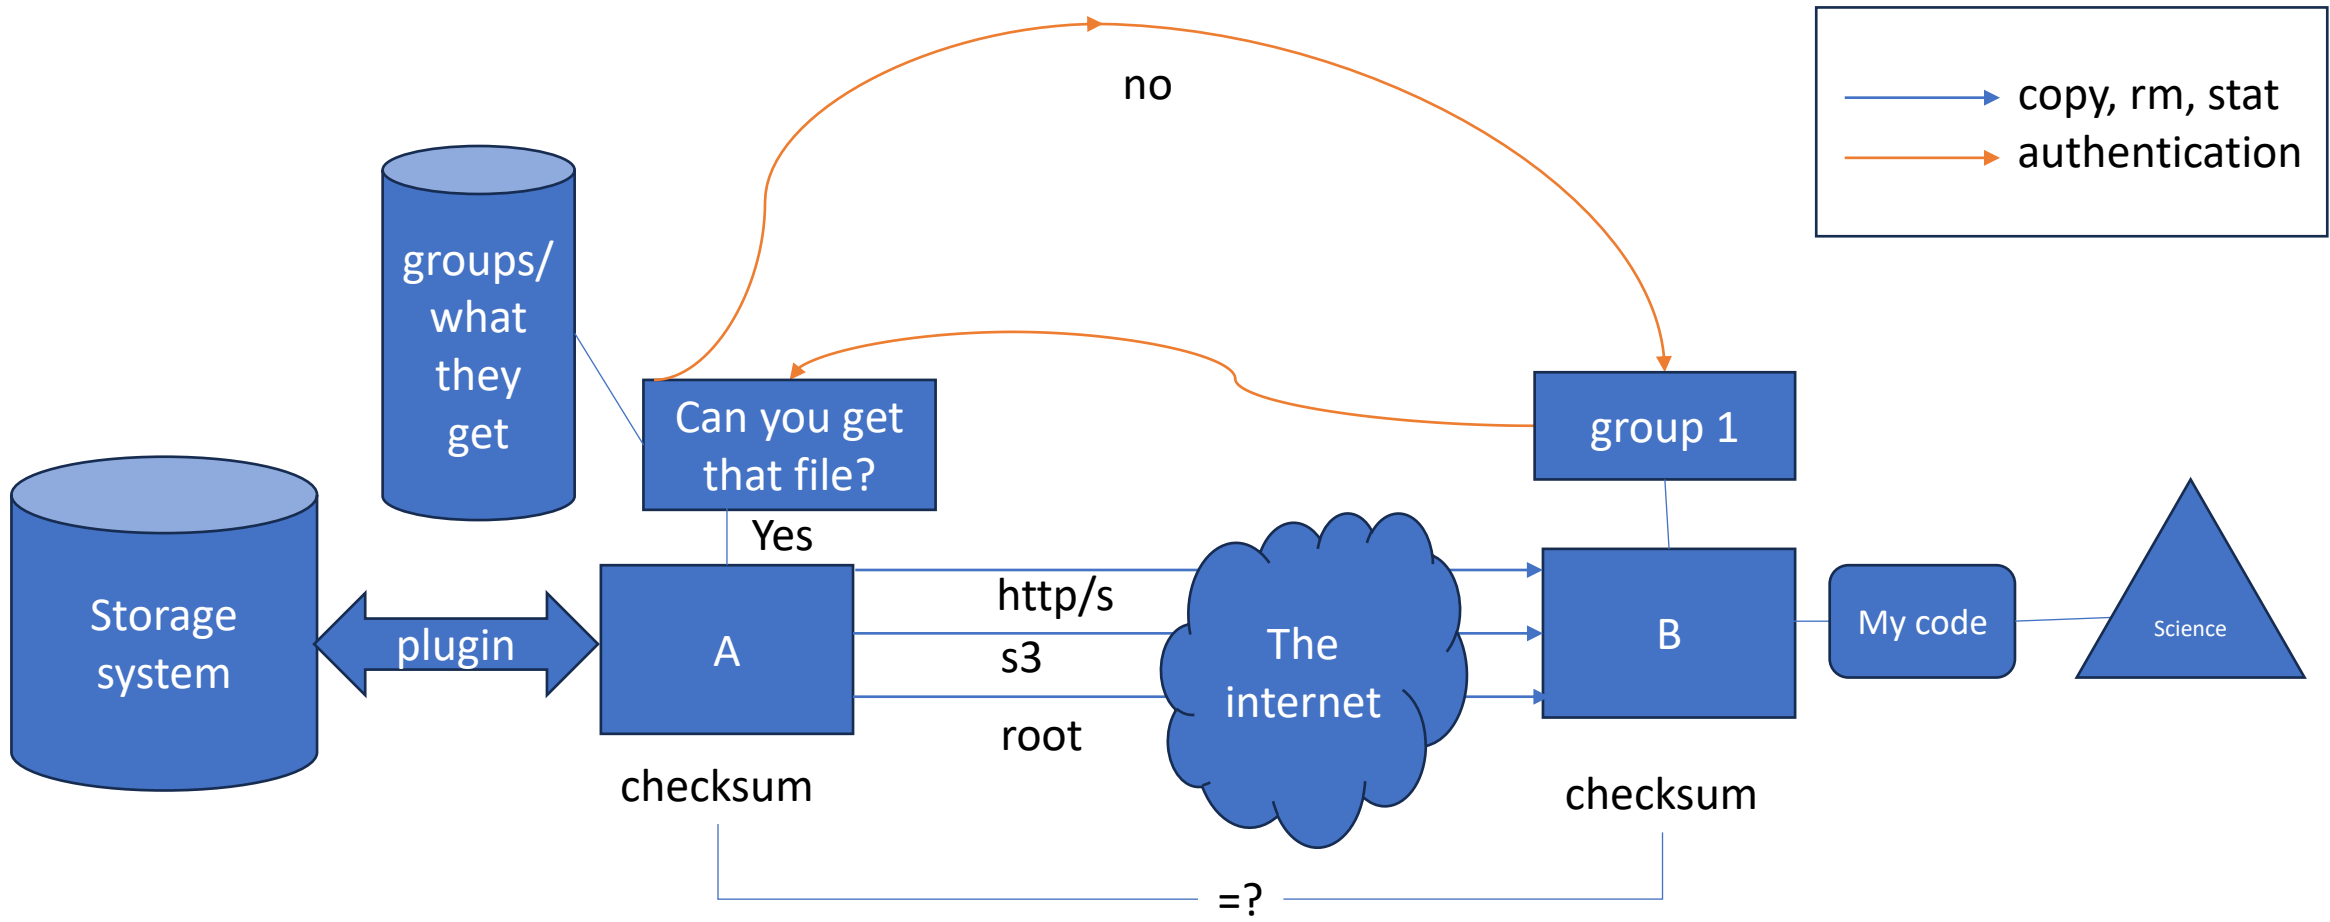 no
copy, rm, stat
authentication
groups/
what
they
get
Can you get
that file?
group 1
Yes
Storage
system
plugin
A
http/s
s3
root
The
internet
B
My code
Science
checksum
checksum
=?